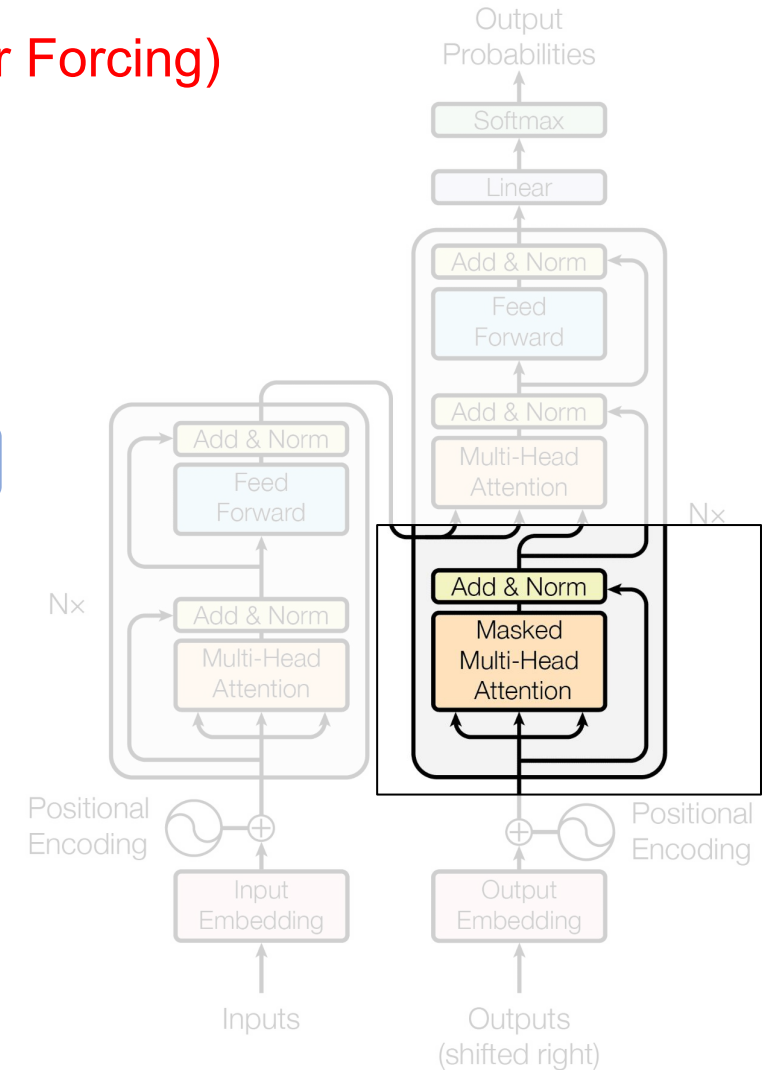 r Forcing)
Output
Probabilities
Softmax
Linear
Add & Norm
Feed
Forward
Add & Norm
Multi-Head
Attention
Nx
Add & Norm
Masked
Multi-Head
Attention
Positional
Encoding
Output
Embedding
Outputs
(shifted right)
Add & Norm
Feed
Forward
Nx
Add & Norm
Multi-Head
Attention
Positional
Encoding
Input
Embedding
Inputs